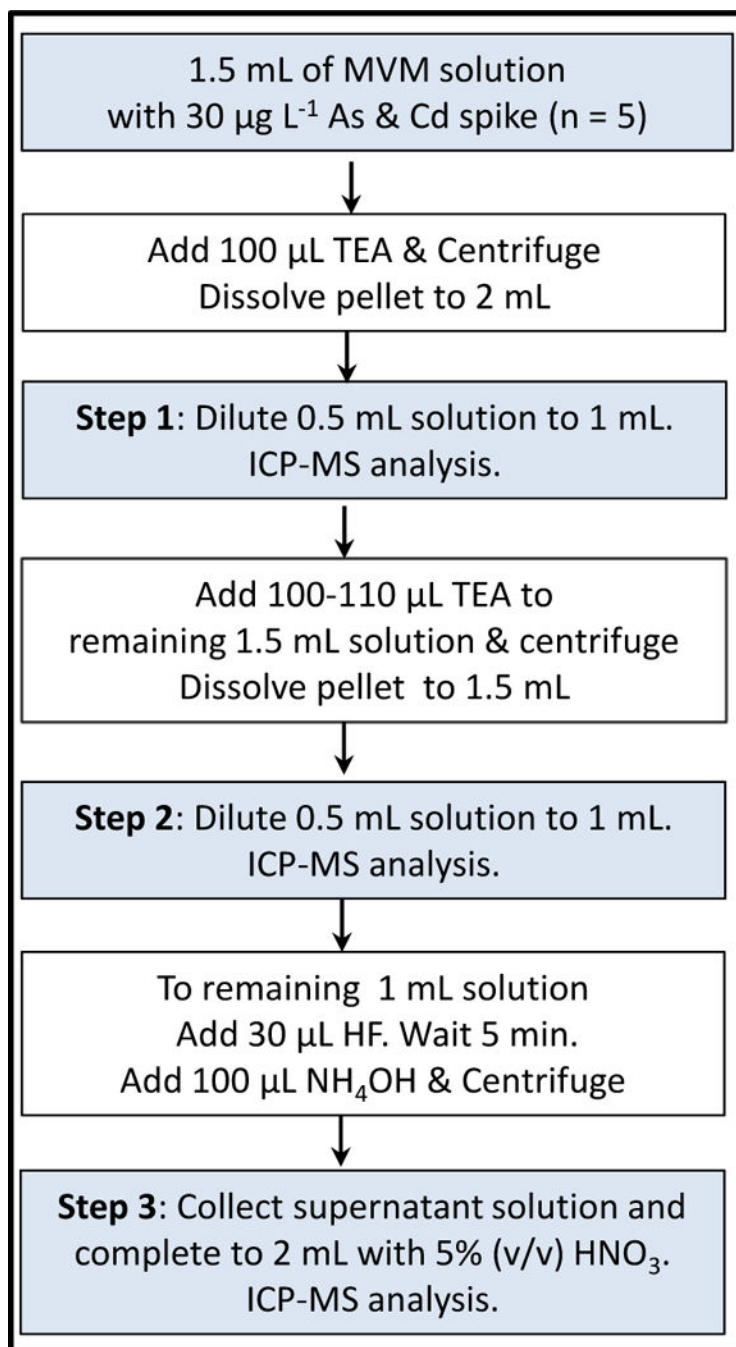 1.5 mL of MVM solution
with 30 µg L⁻¹ As & Cd spike (n = 5)
Add 100 µL TEA & Centrifuge
Dissolve pellet to 2 mL
Step 1: Dilute 0.5 mL solution to 1 mL.
ICP-MS analysis.
Add 100-110 µL TEA to
remaining 1.5 mL solution & centrifuge
Dissolve pellet to 1.5 mL
Step 2: Dilute 0.5 mL solution to 1 mL.
ICP-MS analysis.
To remaining 1 mL solution
Add 30 µL HF. Wait 5 min.
Add 100 µL NH₄OH & Centrifuge
Step 3: Collect supernatant solution and
complete to 2 mL with 5% (v/v) HNO₃.
ICP-MS analysis.